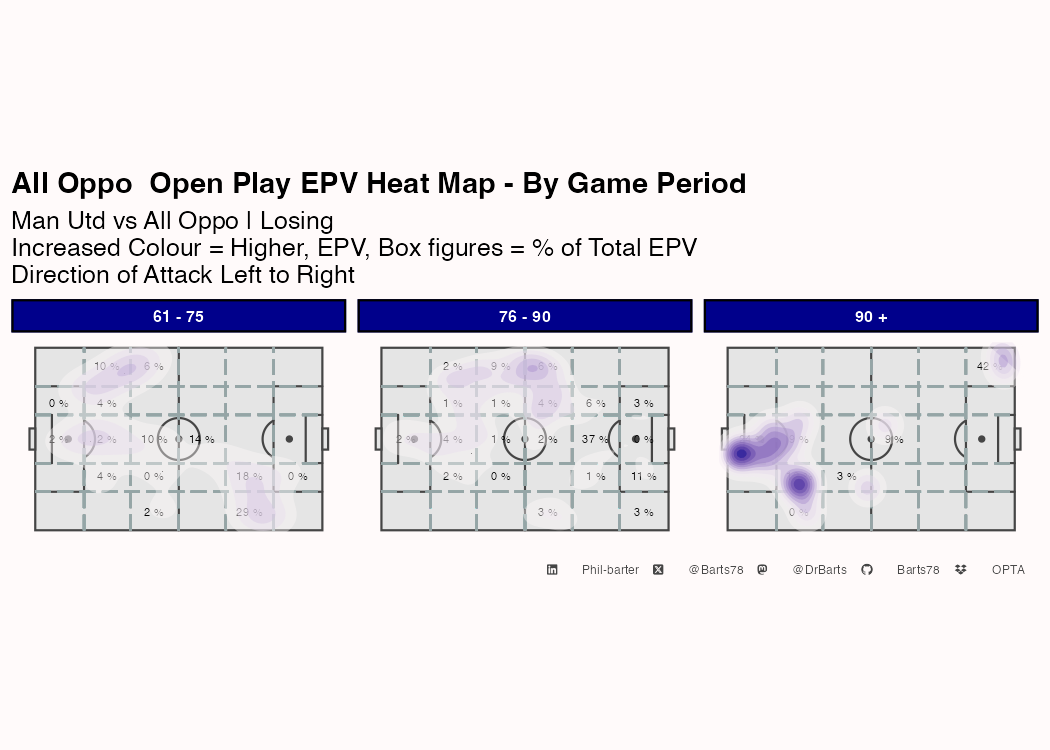 All Oppo  Open Play EPV Heat Map - By Game Period
Man Utd vs All Oppo | Losing
Increased Colour = Higher, EPV, Box figures = % of Total EPV
Direction of Attack Left to Right
61 - 75 76 - 90 90 +
10 % 6 % 2 % 9 % 42
0 % 4 % 1 % 1 % 4 % 6 % 3 %
2 % 2 % 10 % 14 % 2 % 4 % 1 % 2 % 37 % 0 % 9 %
4 % 0 % 18 % 0 % 2 % 0 % 1 % 11 % 3 %
2 % 29 % 3 % 3 % 0 %
Phil-barter @Barts78 @DrBarts Barts78 OPTA